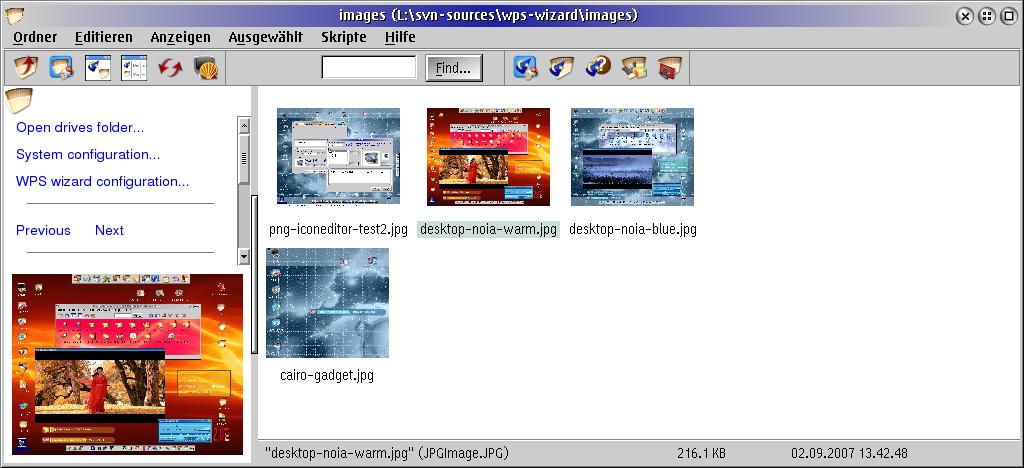 images (L:\svn-sources\wps-wizard\images)
Ordner Editieren Anzeigen Ausgewählt Skripte Hilfe
Find...
Open drives folder...
System configuration...
WPS wizard configuration...
Previous Next
png-iconeditor-test2.jpg desktop-noia-warm.jpg desktop-noia-blue.jpg
cairo-gadget.jpg
"desktop-noia-warm.jpg" (JPGImage.JPG) 216.1 KB 02.09.2007 13.42.48